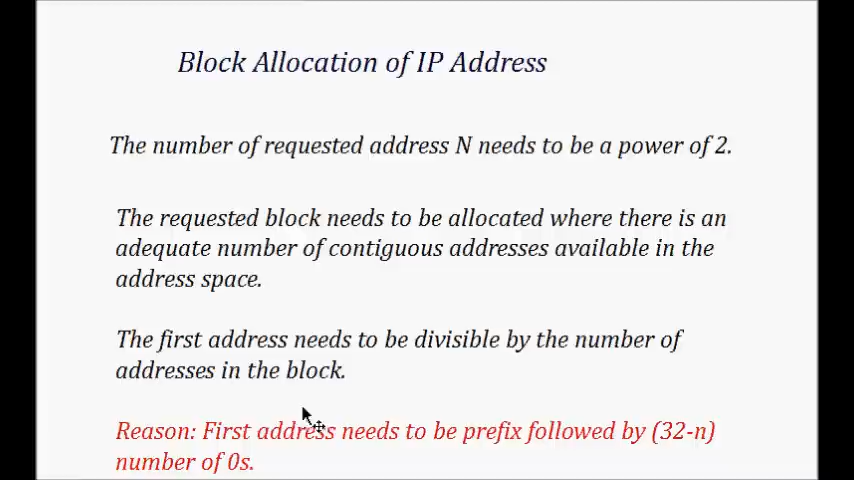 Block Allocation of IP Address
The number of requested address N needs to be a power of 2.
The requested block needs to be allocated where there is an
adequate number of contiguous addresses available in the
address space.
The first address needs to be divisible by the number of
addresses in the block.
Reason: First address needs to be prefix followed by (32-n)
number of 0s.